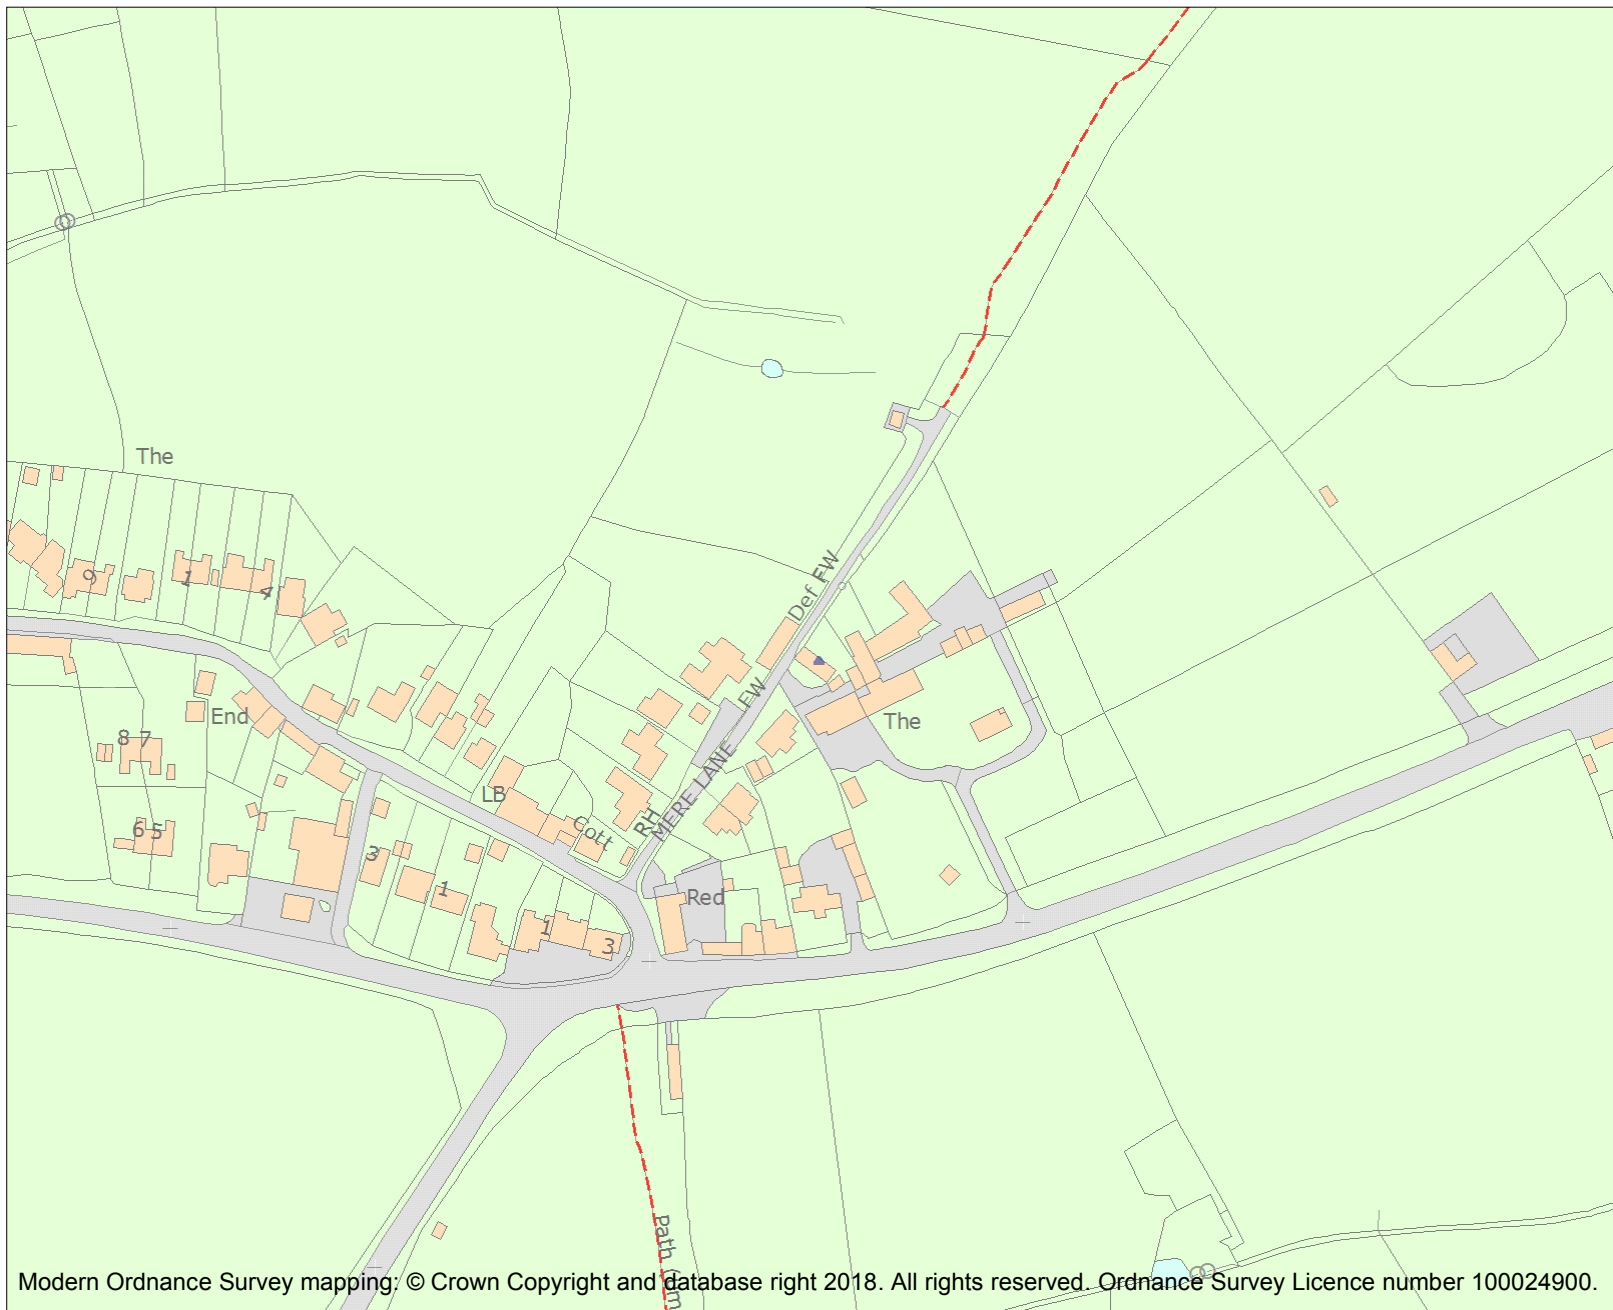 The
Def FW
9
1
4
FW
End
The
8 7
MERE LANE
LB
6 5
Cott
RH
3
1
Red
1
3
Path (um
Modern Ordnance Survey mapping: © Crown Copyright and database right 2018. All rights reserved. Ordnance Survey Licence number 100024900.